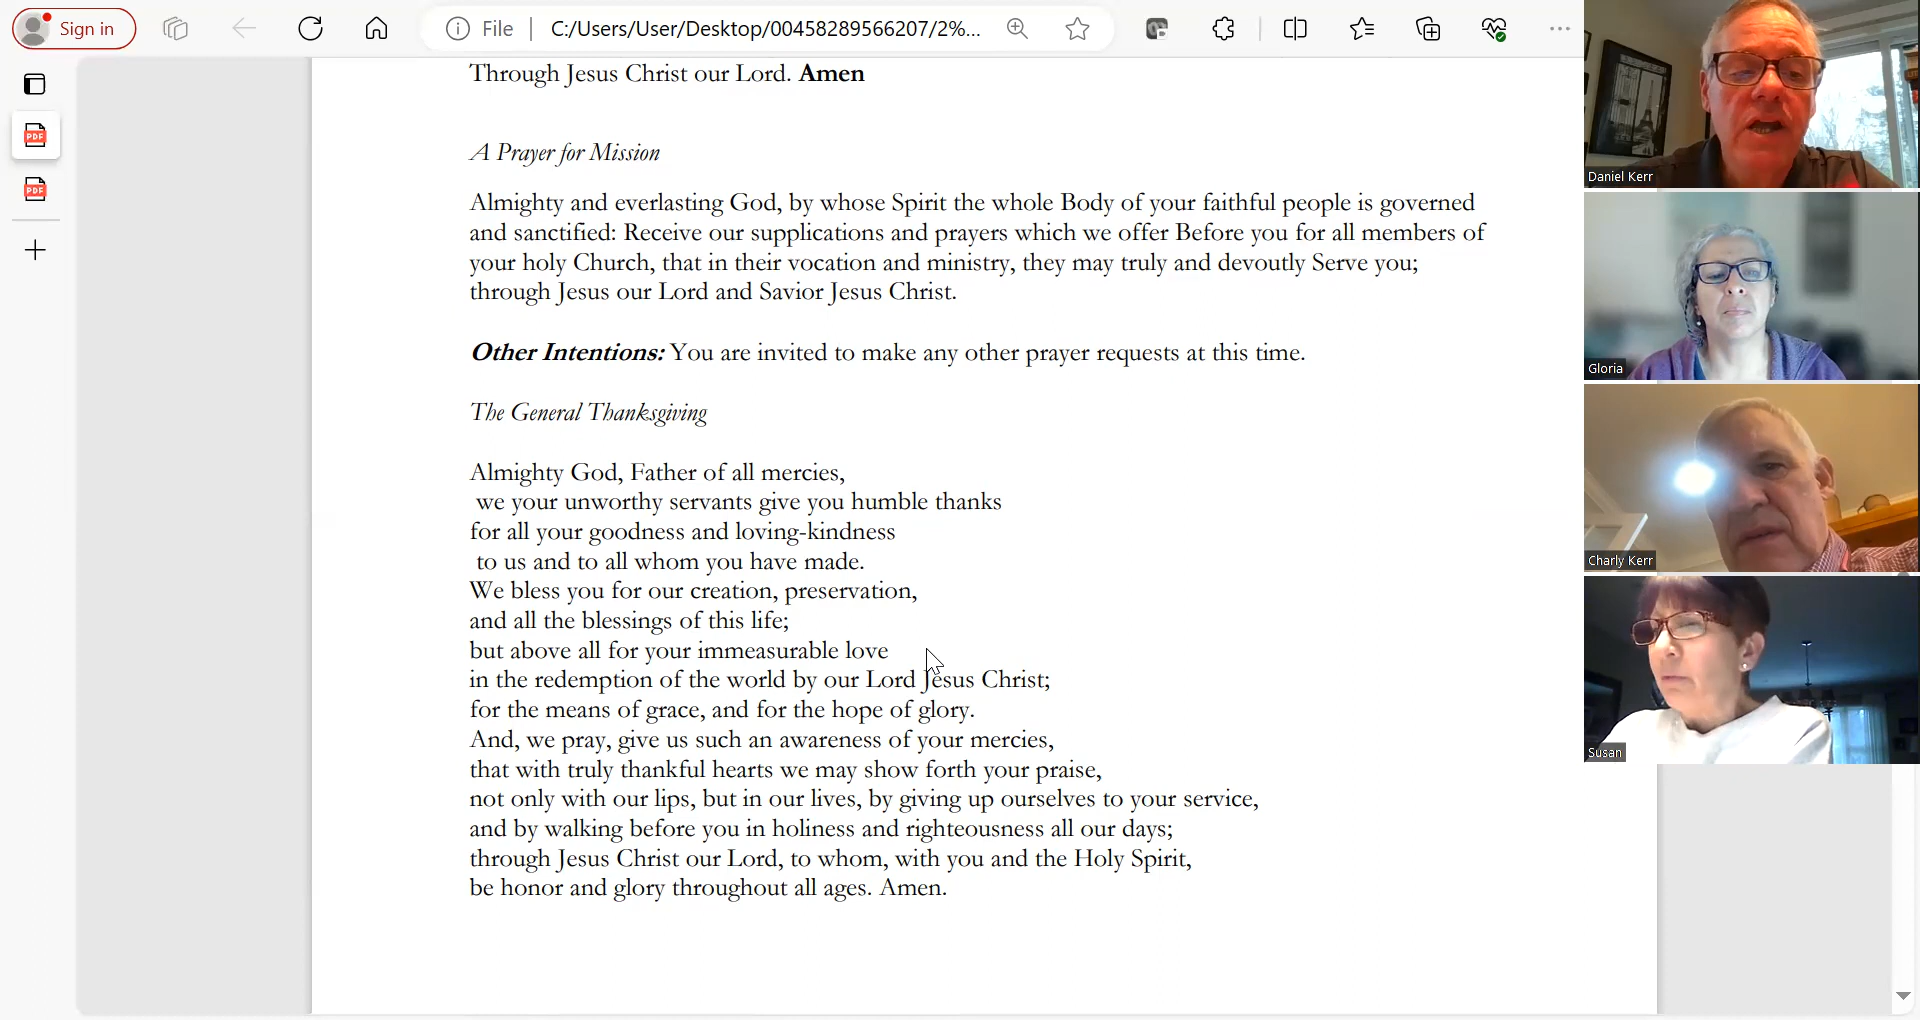 Sign in
File
C:/Users/User/Desktop/00458289566207/2%...
Through Jesus Christ our Lord. Amen
A Prayer for Mission
Almighty and everlasting God, by whose Spirit the whole Body of your faithful people is governed
and sanctified: Receive our supplications and prayers which we offer Before you for all members of
your holy Church, that in their vocation and ministry, they may truly and devoutly Serve you;
through Jesus our Lord and Savior Jesus Christ.
Other Intentions: You are invited to make any other prayer requests at this time.
The General Thanksgiving
Almighty God, Father of all mercies,
we your unworthy servants give you humble thanks
for all your goodness and loving-kindness
to us and to all whom you have made.
We bless you for our creation, preservation,
and all the blessings of this life;
but above all for your immeasurable love
in the redemption of the world by our Lord Jesus Christ;
for the means of grace, and for the hope of glory.
And, we pray, give us such an awareness of your mercies,
that with truly thankful hearts we may show forth your praise,
not only with our lips, but in our lives, by giving up ourselves to your service,
and by walking before you in holiness and righteousness all our days;
through Jesus Christ our Lord, to whom, with you and the Holy Spirit,
be honor and glory throughout all ages. Amen.
PDF
PDF
Daniel Kerr
Gloria
Charly Kerr
Susan